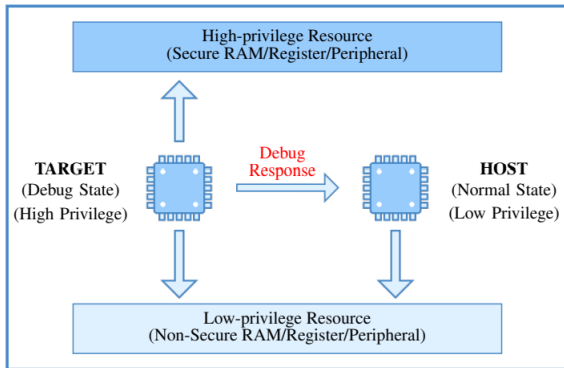 High-privilege Resource
(Secure RAM/Register/Peripheral)
TARGET
(Debug State)
(High Privilege)
Debug
Response
HOST
(Normal State)
(Low Privilege)
Low-privilege Resource
(Non-Secure RAM/Register/Peripheral)